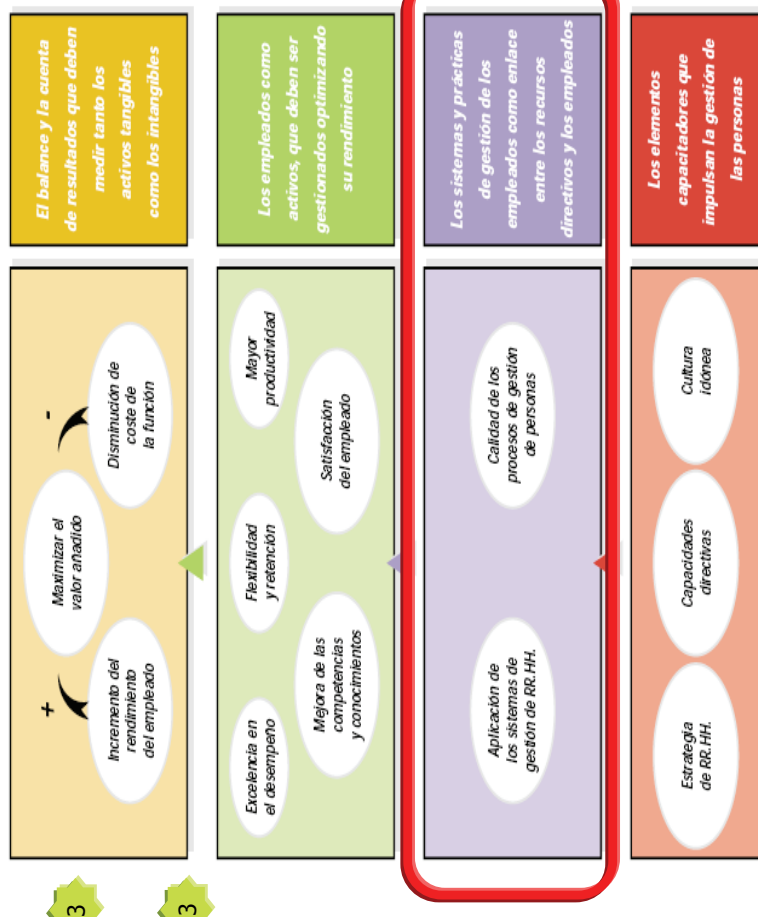 3
+
-
Maximizar el
valor añadido
Incremento del
rendimiento
del empleado
Disminución de
coste de
la función
El balance y la cuenta
de resultados que deben
medir tanto los
activos tangibles
como los intangibles
3
Excelencia en
el desempeño
Flexibilidad
y retención
Mayor
productividad
Mejora de las
competencias
y conocimientos
Satisfacción
del empleado
Los empleados como
activos, que deben ser
gestionados optimizando
su rendimiento
Aplicación de
los sistemas de
gestión de RR.HH.
Calidad de los
procesos de gestión
de personas
Los sistemas y prácticas
de gestión de los
empleados como enlace
entre los recursos
directivos y los empleados
Estrategia
de RR.HH.
Capacidades
directivas
Cultura
idónea
Los elementos
capacitadores que
impulsan la gestión de
las personas